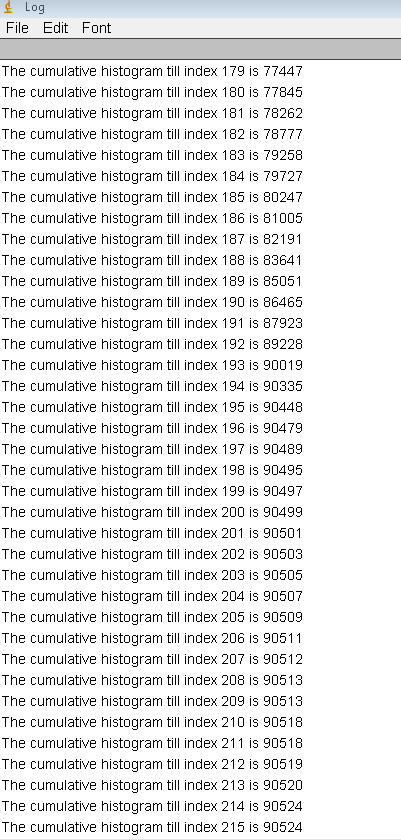 Log
File Edit Font
The cumulative histogram till index 179 is 77447
The cumulative histogram till index 180 is 77845
The cumulative histogram till index 181 is 78262
The cumulative histogram till index 182 is 78777
The cumulative histogram till index 183 is 79258
The cumulative histogram till index 184 is 79727
The cumulative histogram till index 185 is 80247
The cumulative histogram till index 186 is 81005
The cumulative histogram till index 187 is 82191
The cumulative histogram till index 188 is 83641
The cumulative histogram till index 189 is 85051
The cumulative histogram till index 190 is 86465
The cumulative histogram till index 191 is 87923
The cumulative histogram till index 192 is 89228
The cumulative histogram till index 193 is 90019
The cumulative histogram till index 194 is 90335
The cumulative histogram till index 195 is 90448
The cumulative histogram till index 196 is 90479
The cumulative histogram till index 197 is 90489
The cumulative histogram till index 198 is 90495
The cumulative histogram till index 199 is 90497
The cumulative histogram till index 200 is 90499
The cumulative histogram till index 201 is 90501
The cumulative histogram till index 202 is 90503
The cumulative histogram till index 203 is 90505
The cumulative histogram till index 204 is 90507
The cumulative histogram till index 205 is 90509
The cumulative histogram till index 206 is 90511
The cumulative histogram till index 207 is 90512
The cumulative histogram till index 208 is 90513
The cumulative histogram till index 209 is 90513
The cumulative histogram till index 210 is 90518
The cumulative histogram till index 211 is 90518
The cumulative histogram till index 212 is 90519
The cumulative histogram till index 213 is 90520
The cumulative histogram till index 214 is 90524
The cumulative histogram till index 215 is 90524